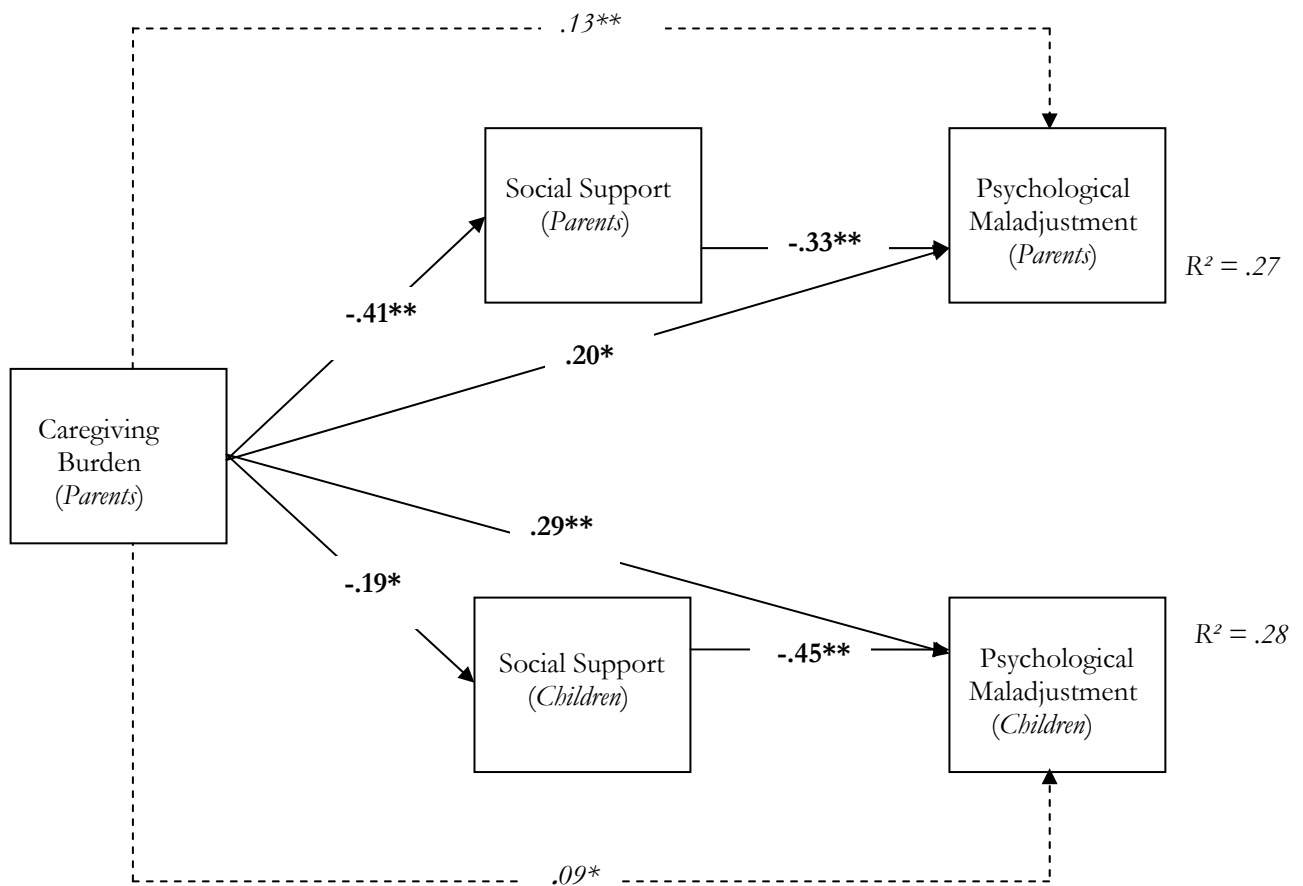 .13**
Social Support
(Parents)
Psychological
Maladjustment
(Parents)
-.33**
R² = .27
-.41**
.20*
Caregiving
Burden
(Parents)
.29**
-.19*
Social Support
(Children)
-.45**
Psychological
Maladjustment
(Children)
R² = .28
.09*